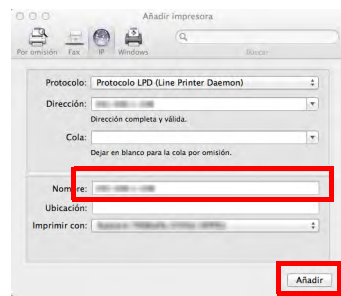 Añadir impresora
Por omisión Fax IP Windows Buscar
Protocolo: Protocolo LPD (Line Printer Daemon)
Dirección:
Dirección completa y válida.
Cola:
Dejar en blanco para la cola por omisión.
Nombre:
Ubicación:
Imprimir con:
Añadir